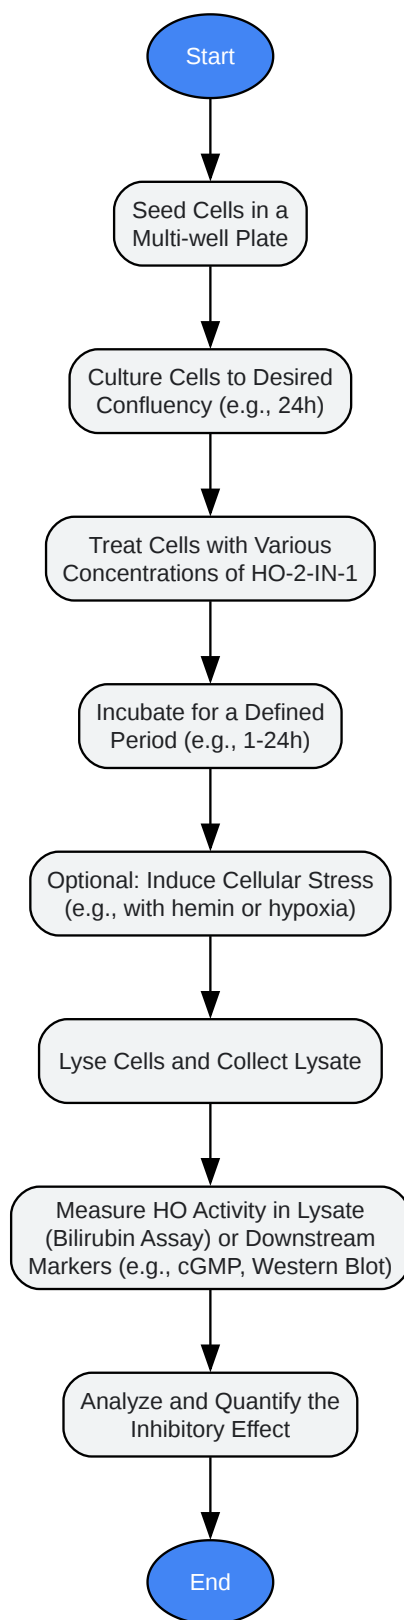 Start
Seed Cells in a
Multi-well Plate
Culture Cells to Desired
Confluency (e.g., 24h)
Treat Cells with Various
Concentrations of HO-2-IN-1
Incubate for a Defined
Period (e.g., 1-24h)
Optional: Induce Cellular Stress
(e.g., with hemin or hypoxia)
Lyse Cells and Collect Lysate
Measure HO Activity in Lysate
(Bilirubin Assay) or Downstream
Markers (e.g., cGMP, Western Blot)
Analyze and Quantify the
Inhibitory Effect
End